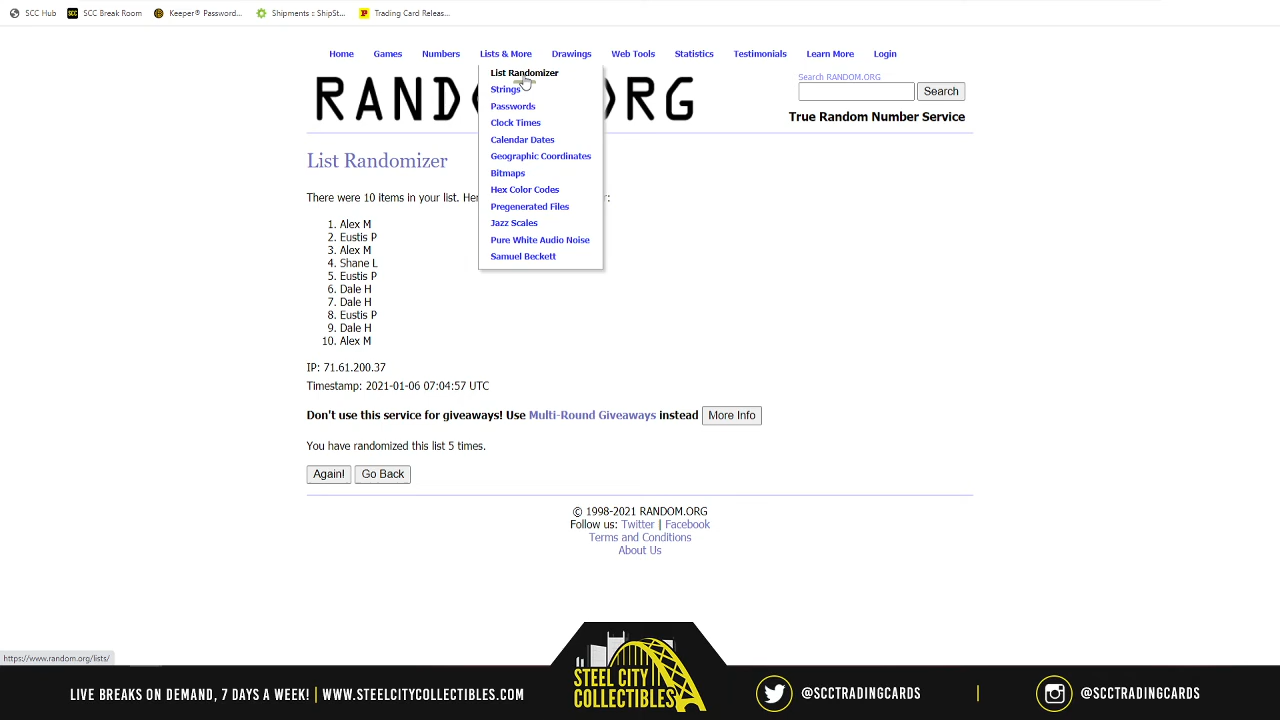 SCC Hub SCC Break Room Keeper® Password... Shipments :: ShipSt... Trading Card Releas...
Home Games Numbers Lists & More Drawings Web Tools Statistics Testimonials Learn More Login
List Randomizer
Strings
Passwords
Clock Times
Calendar Dates
Geographic Coordinates
Bitmaps
Hex Color Codes
Pregenerated Files
Jazz Scales
Pure White Audio Noise
Samuel Beckett
Search RANDOM.ORG
Search
True Random Number Service
List Randomizer
There were 10 items in your list. Her
1. Alex M
2. Eustis P
3. Alex M
4. Shane L
5. Eustis P
6. Dale H
7. Dale H
8. Eustis P
9. Dale H
10. Alex M
IP: 71.61.200.37
Timestamp: 2021-01-06 07:04:57 UTC
Don't use this service for giveaways! Use Multi-Round Giveaways instead More Info
You have randomized this list 5 times.
Again! Go Back
© 1998-2021 RANDOM.ORG
Follow us: Twitter | Facebook
Terms and Conditions
About Us
https://www.random.org/lists/
LIVE BREAKS ON DEMAND, 7 DAYS A WEEK! | WWW.STEELCITYCOLLECTIBLES.COM
STEEL CITY
COLLECTIBLES
@SCCTRADINGCARDS | @SCCTRADINGCARDS